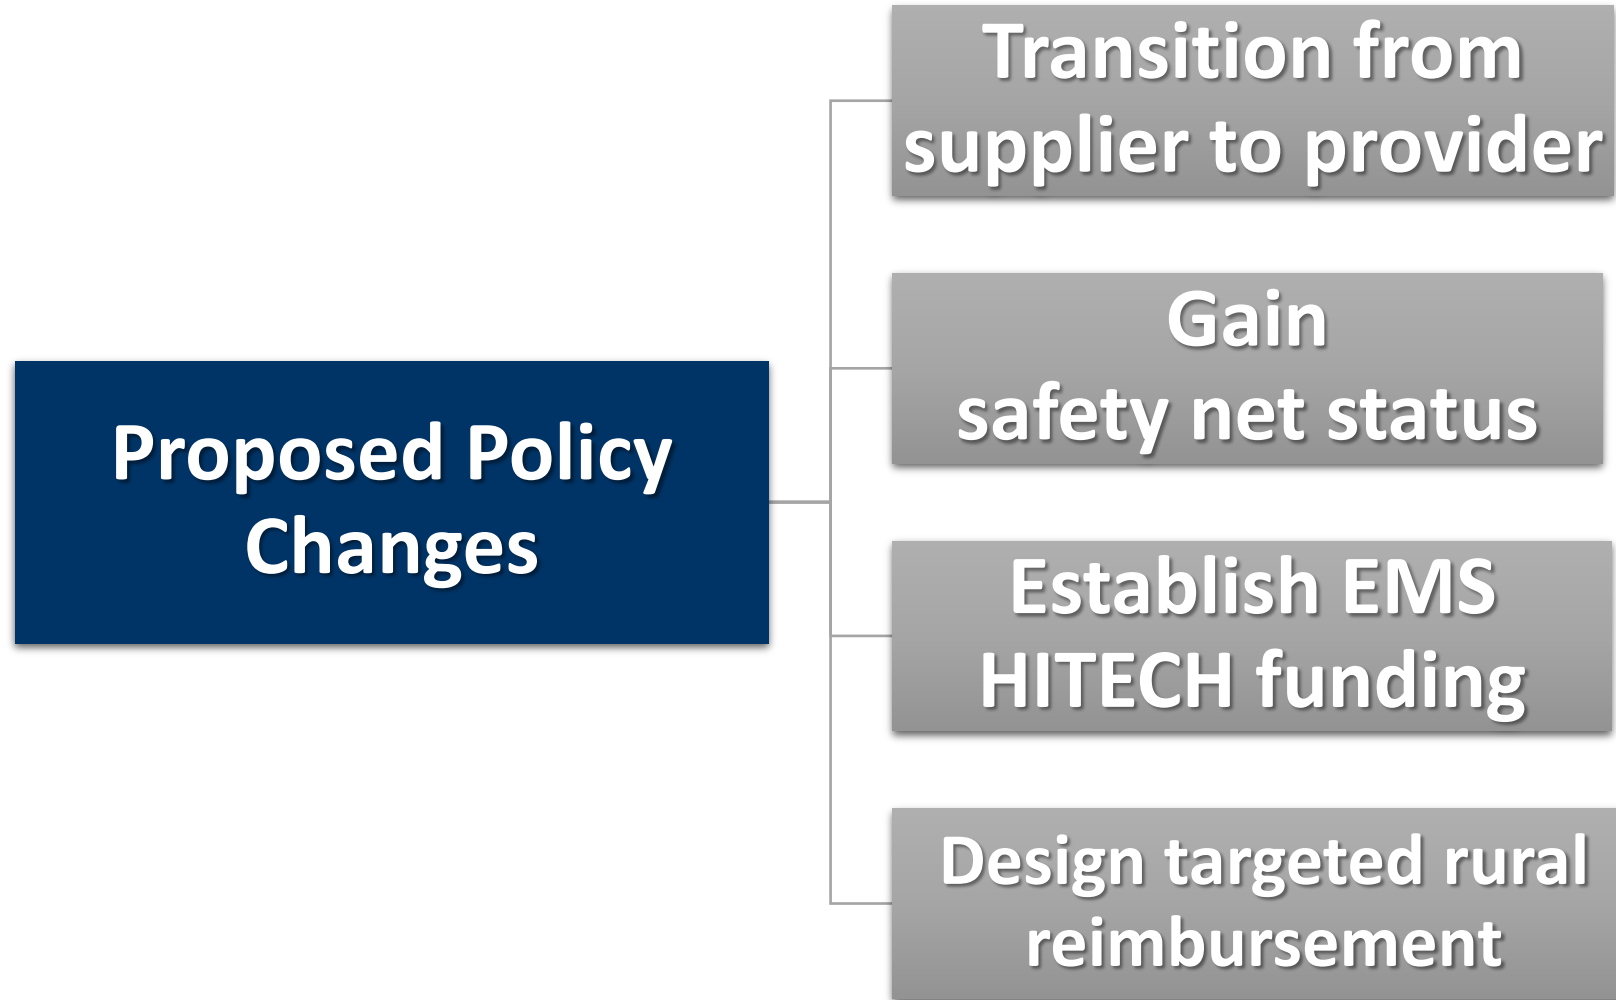 Proposed Policy
Changes
Transition from
supplier to provider
Gain
safety net status
Establish EMS
HITECH funding
Design targeted rural
reimbursement